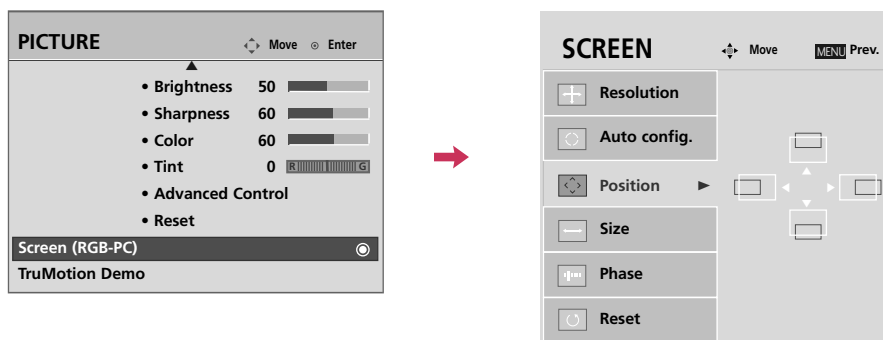 PICTURE
Move Enter
• Brightness 50
• Sharpness 60
• Color 60
• Tint 0 R G
• Advanced Control
• Reset
Screen (RGB-PC)
TruMotion Demo
SCREEN
Move MENU Prev.
Resolution
Auto config.
Position
Size
Phase
Reset